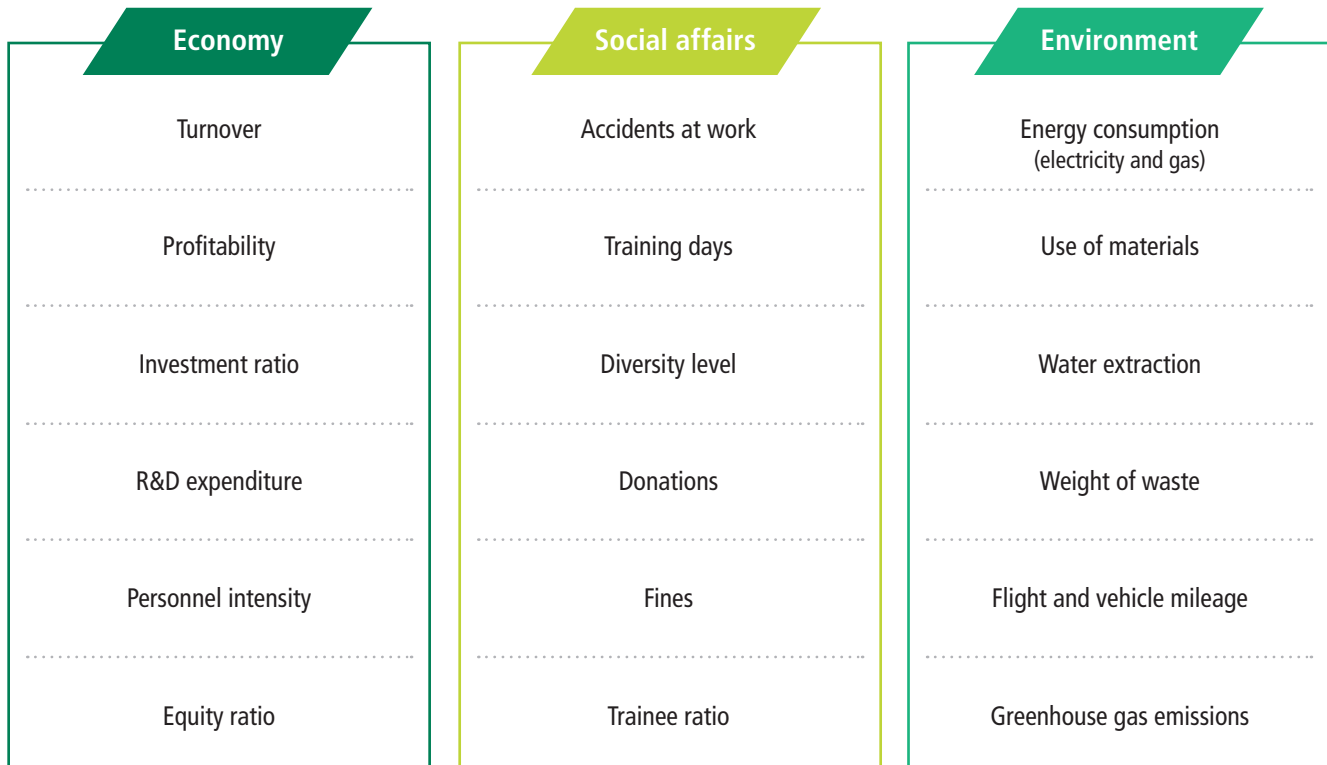 Economy
Turnover
Profitability
Investment ratio
R&D expenditure
Personnel intensity
Equity ratio
Social affairs
Accidents at work
Training days
Diversity level
Donations
Fines
Trainee ratio
Environment
Energy consumption
(electricity and gas)
Use of materials
Water extraction
Weight of waste
Flight and vehicle mileage
Greenhouse gas emissions